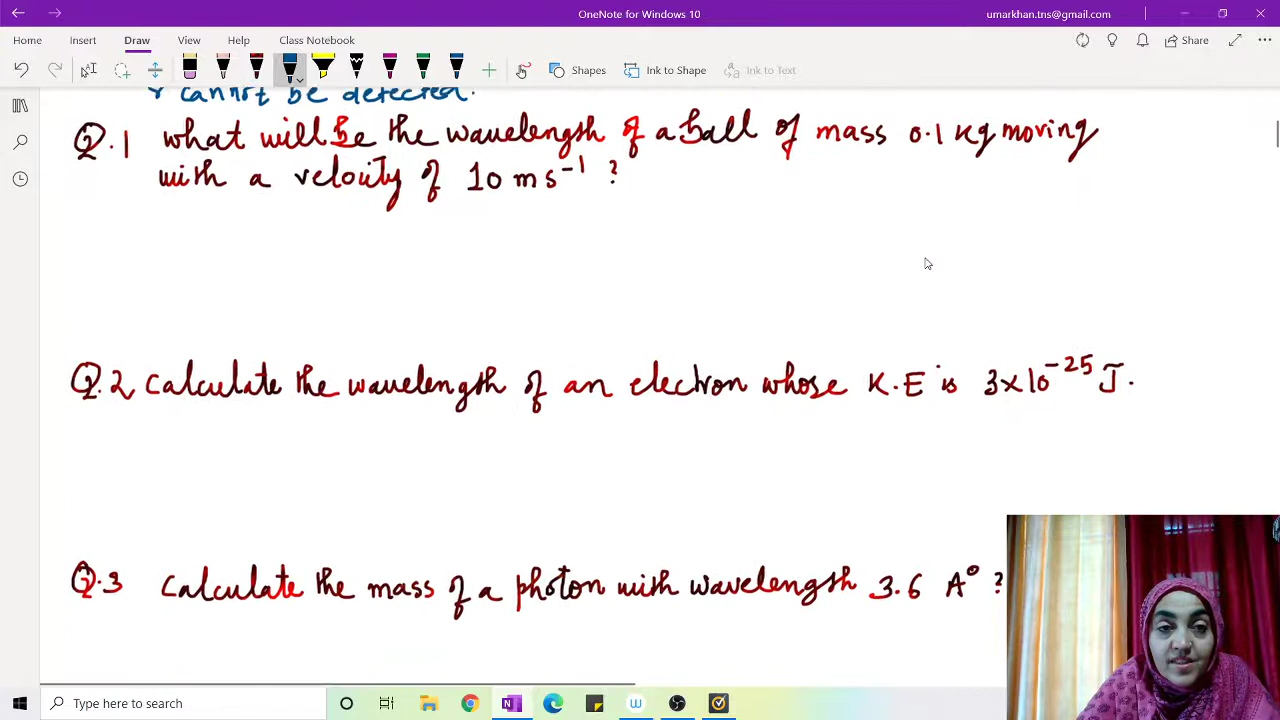 OneNote for Windows 10
umarkhan.tns@gmail.com
Home Insert Draw View Help Class Notebook
Share
Shapes Ink to Shape Ink to Text
& cannot be detected.
Q.1 what will be the wavelength of a ball of mass 0.1 kg moving
with a velocity of 10 m s⁻¹ ?
Q.2 Calculate the wavelength of an electron whose K.E is 3x10⁻²⁵ J.
Q.3 Calculate the mass of a photon with wavelength 3.6 A° ?
Type here to search